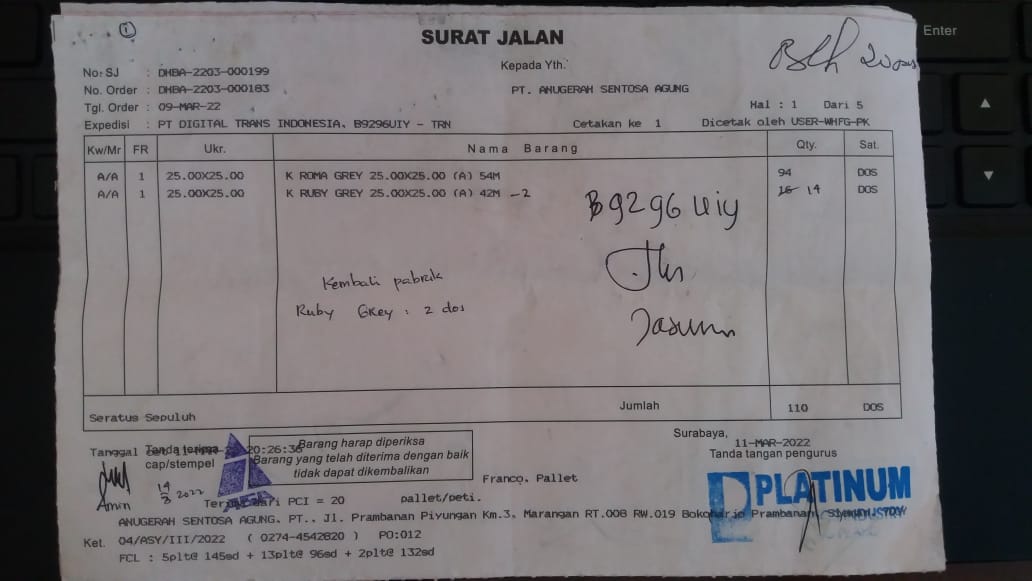 1
SURAT JALAN
Kepada Yth.
No. SJ : DHBA-2203-000199
No. Order : DHBA-2203-000183
PT. ANUGERAH SENTOSA AGUNG
Tgl. Order : 09-MAR-22
Hal : 1 Dari 5
Expedisi : PT DIGITAL TRANS INDONESIA, B9296UIY - TRN Cetakan ke 1 Dicetak oleh USER-WHFG-PK
Kw/Mr FR Ukr. Nama Barang Qty. Sat.
A/A 1 25.00X25.00 K ROMA GREY 25.00X25.00 (A) 54M 94 DOS
A/A 1 25.00X25.00 K RUBY GREY 25.00X25.00 (A) 42M -2 16 14 DOS
B9296 Uiy
Kembali pabrik
Ruby Grey : 2 dos
Seratus Sepuluh Jumlah 110 DOS
Surabaya,
11-MAR-2022
Tanggal 20:26:36
Tanda terima
cap/stempel
Barang harap diperiksa
Barang yang telah diterima dengan baik
tidak dapat dikembalikan
Tanda tangan pengurus
14/3 2022
Amin
Franco, Pallet
PLATINUM
PCI = 20 pallet/peti.
ANUGERAH SENTOSA AGUNG. PT., Jl. Prambanan Piyungan Km.3, Marangan RT.008 RW.019 Bokoharjo Prambanan,
Ket. 04/ASY/III/2022 ( 0274-4542820 ) PO:012
FCL : 5plt@ 145sd + 13plt@ 96sd + 2plt@ 132sd
Enter